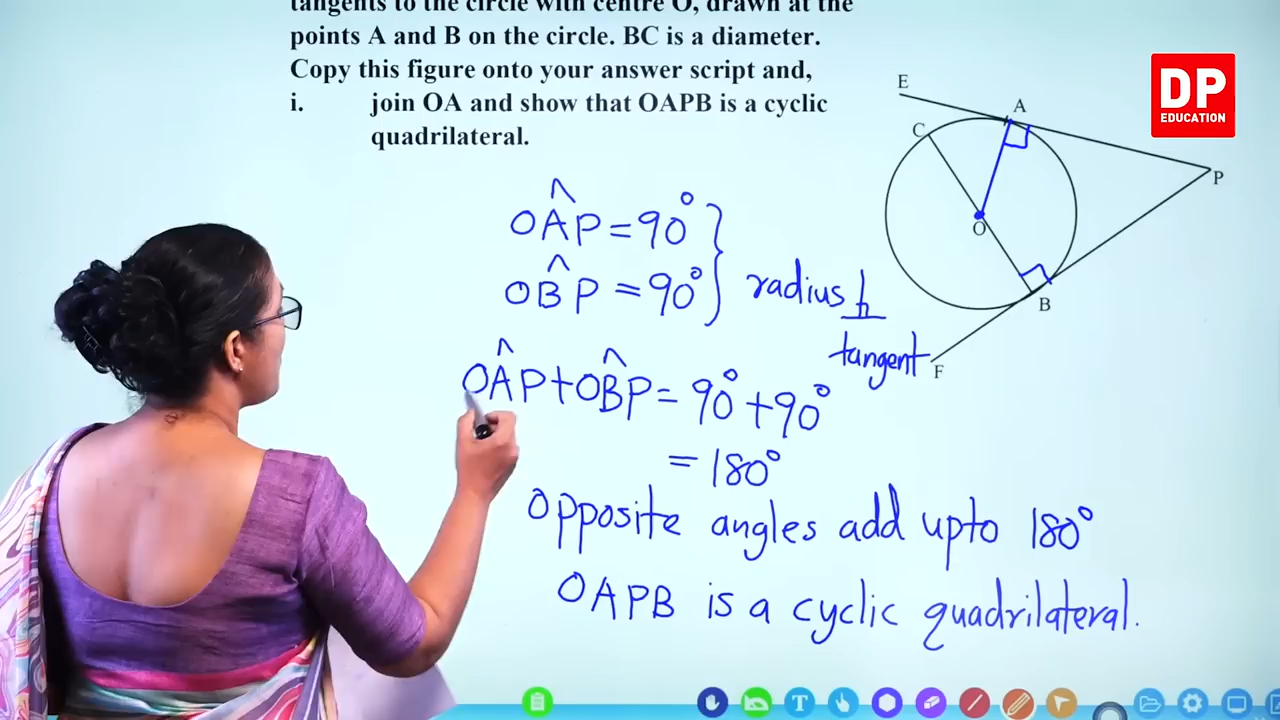 tangents to the circle with centre O, drawn at the
points A and B on the circle. BC is a diameter.
Copy this figure onto your answer script and,
i. join OA and show that OAPB is a cyclic
quadrilateral.
DP
EDUCATION
E
A
C
P
O
B
F
OÂP = 90°
OB̂P = 90°
radius ⊥
tangent
OÂP + OB̂P = 90° + 90°
= 180°
Opposite angles add upto 180°
OAPB is a cyclic quadrilateral.
T